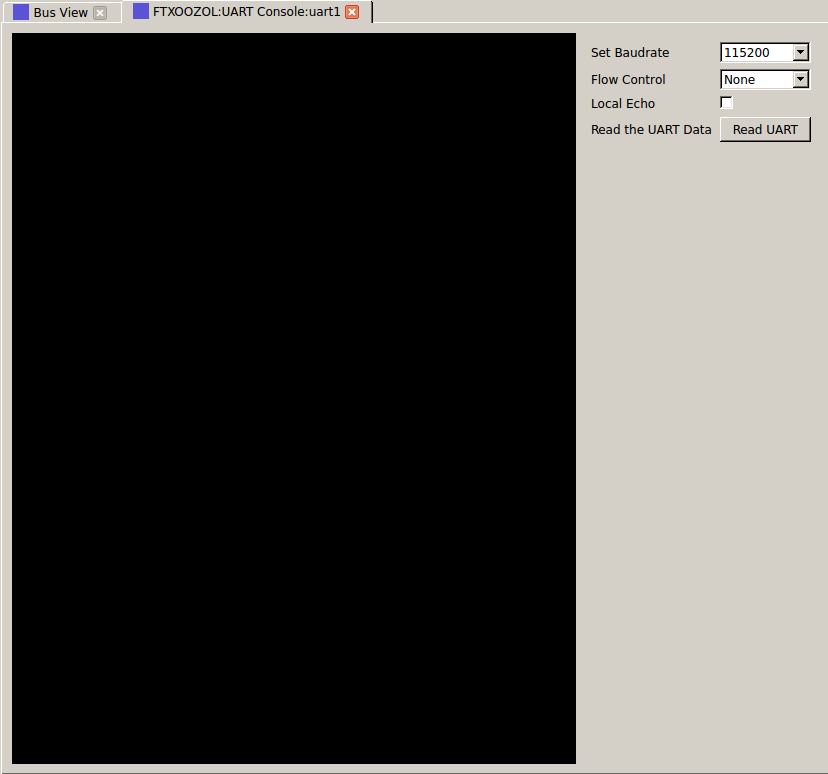 Bus View
FTXOOZOL:UART Console:uart1
Set Baudrate 115200
Flow Control None
Local Echo
Read the UART Data Read UART